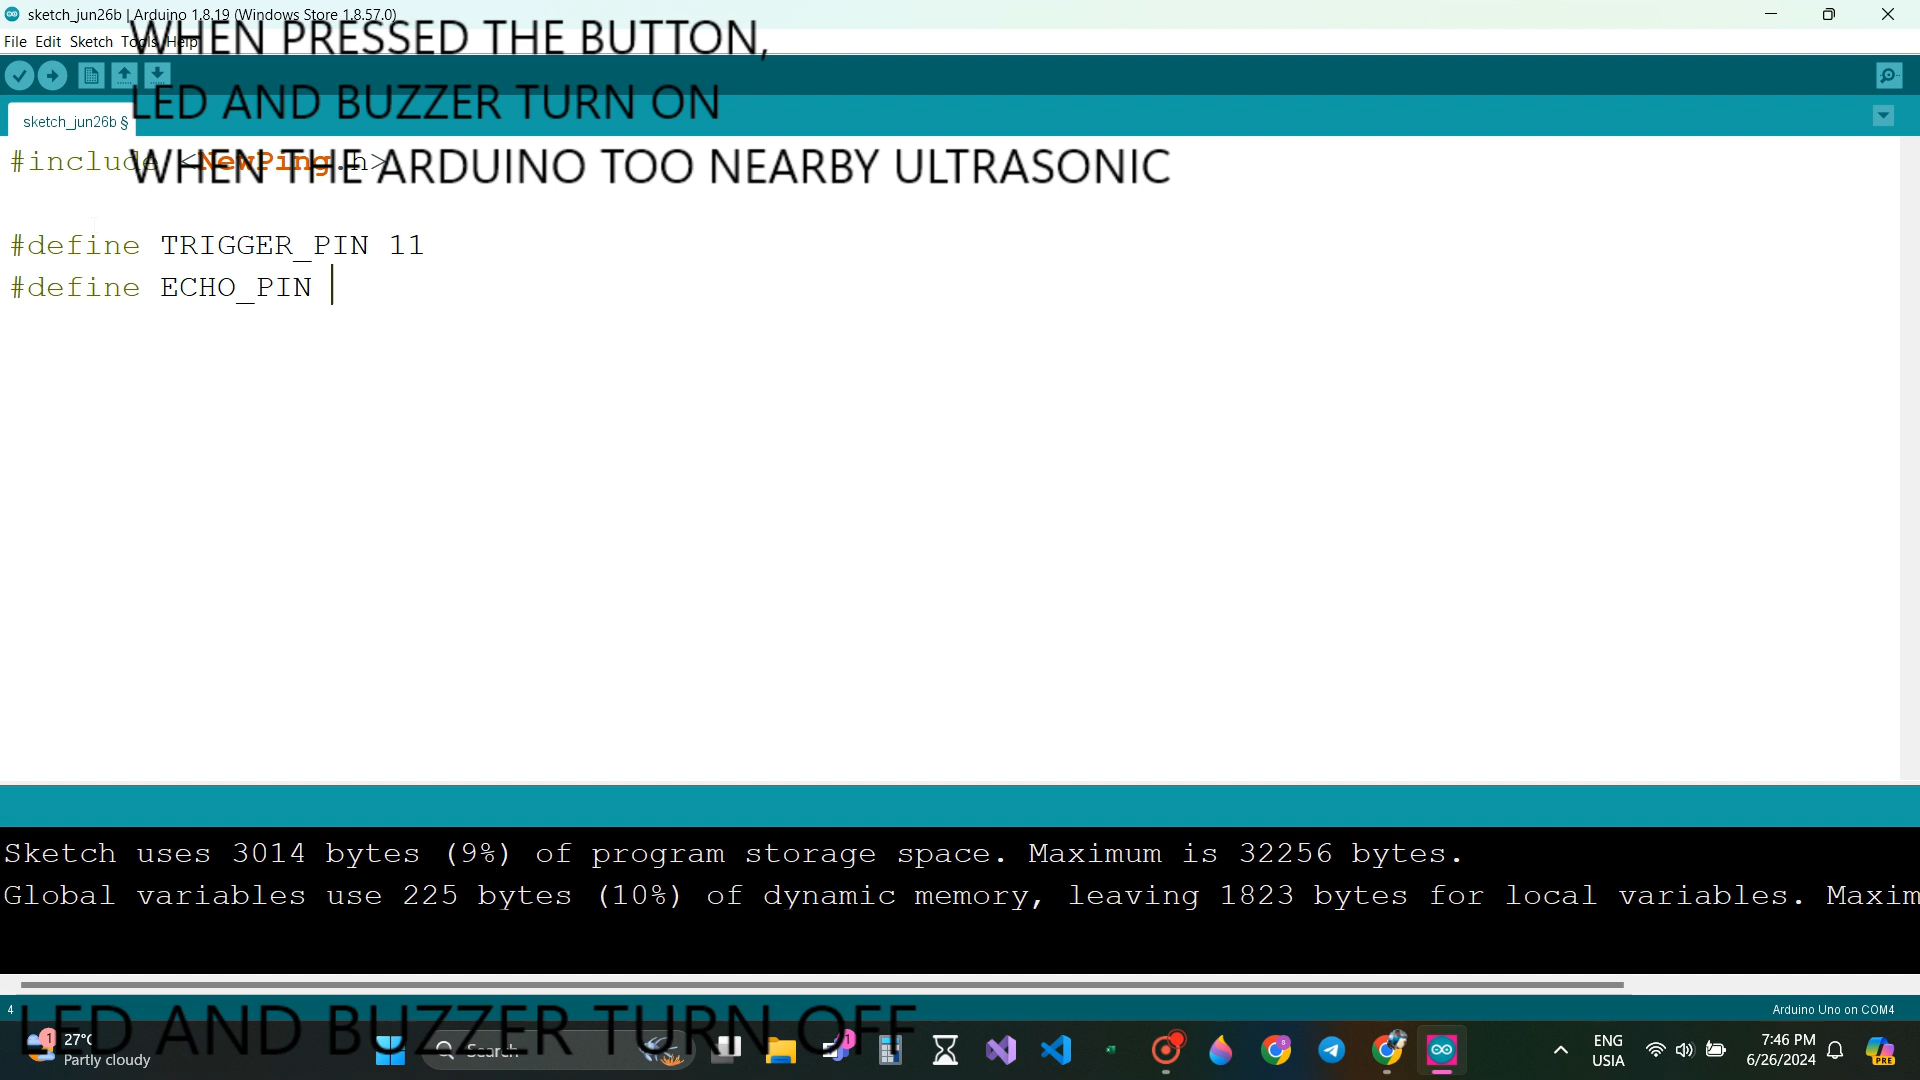 sketch_jun26b | Arduino 1.8.19 (Windows Store 1.8.57.0)
WHEN PRESSED THE BUTTON,
File Edit Sketch Tools Help
LED AND BUZZER TURN ON
sketch_jun26b §
WHEN THE ARDUINO TOO NEARBY ULTRASONIC
#include <NewPing.h>
#define TRIGGER_PIN 11
#define ECHO_PIN
Sketch uses 3014 bytes (9%) of program storage space. Maximum is 32256 bytes.
Global variables use 225 bytes (10%) of dynamic memory, leaving 1823 bytes for local variables. Maxim
4
Arduino Uno on COM4
LED AND BUZZER TURN OFF
1
27°C
Partly cloudy
Search
1
ENG
USIA
7:46 PM
6/26/2024
PRE